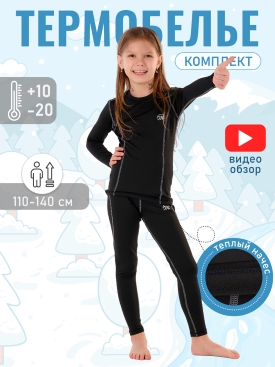 ТЕРМОБЕЛЬЕ
КОМПЛЕКТ
+10
-20
видео
обзор
110-140 см
теплый начес